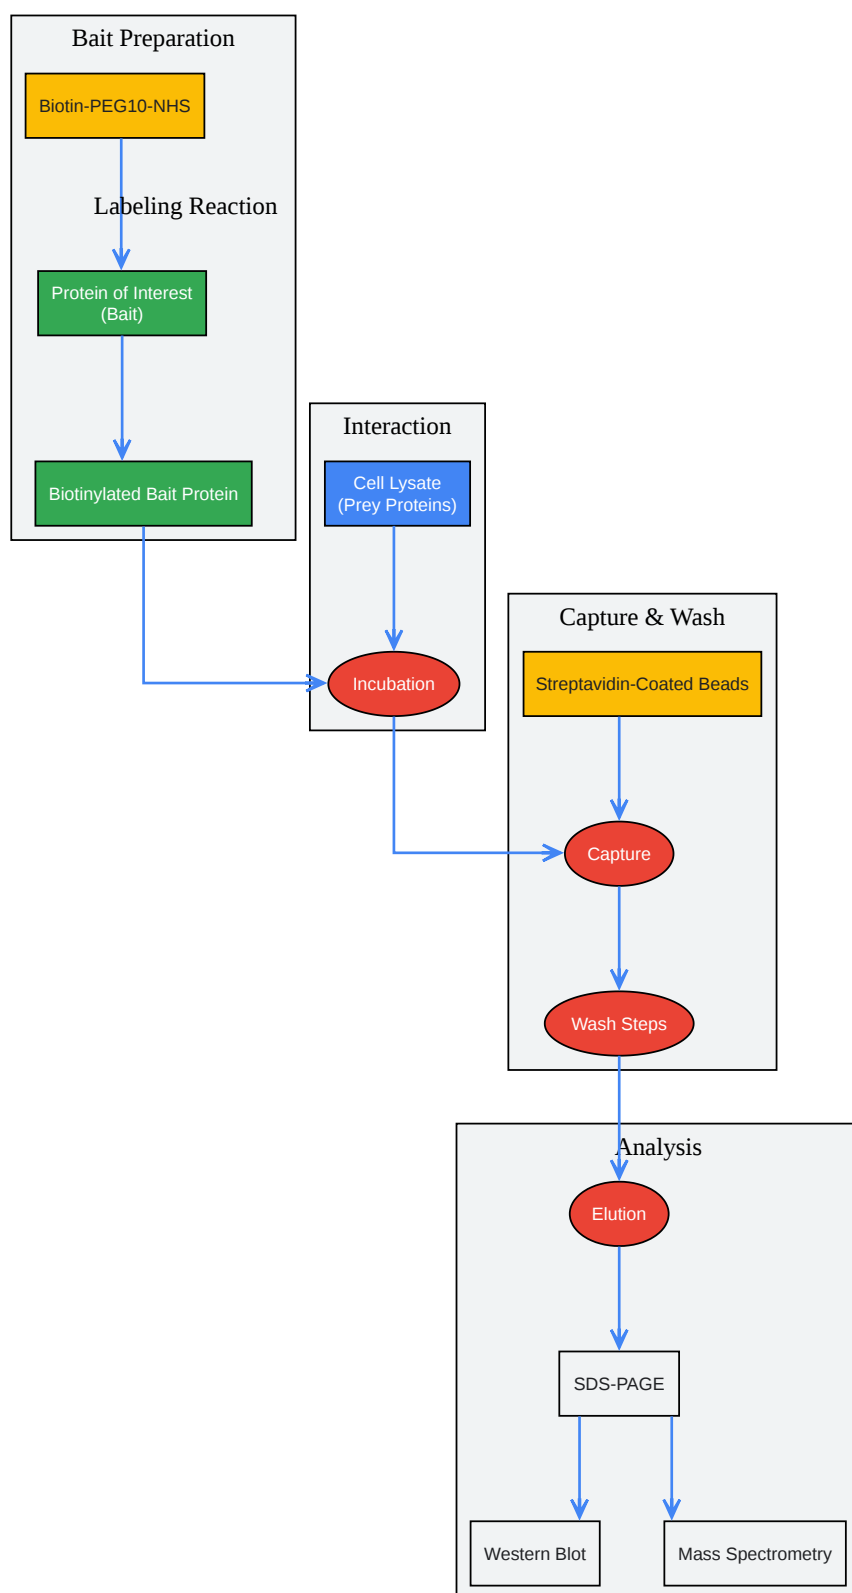 Bait Preparation
Biotin-PEG10-NHS
Labeling Reaction
Protein of Interest
(Bait)
Biotinylated Bait Protein
Interaction
Cell Lysate
(Prey Proteins)
Incubation
Capture & Wash
Streptavidin-Coated Beads
Capture
Wash Steps
Analysis
Elution
SDS-PAGE
Western Blot
Mass Spectrometry